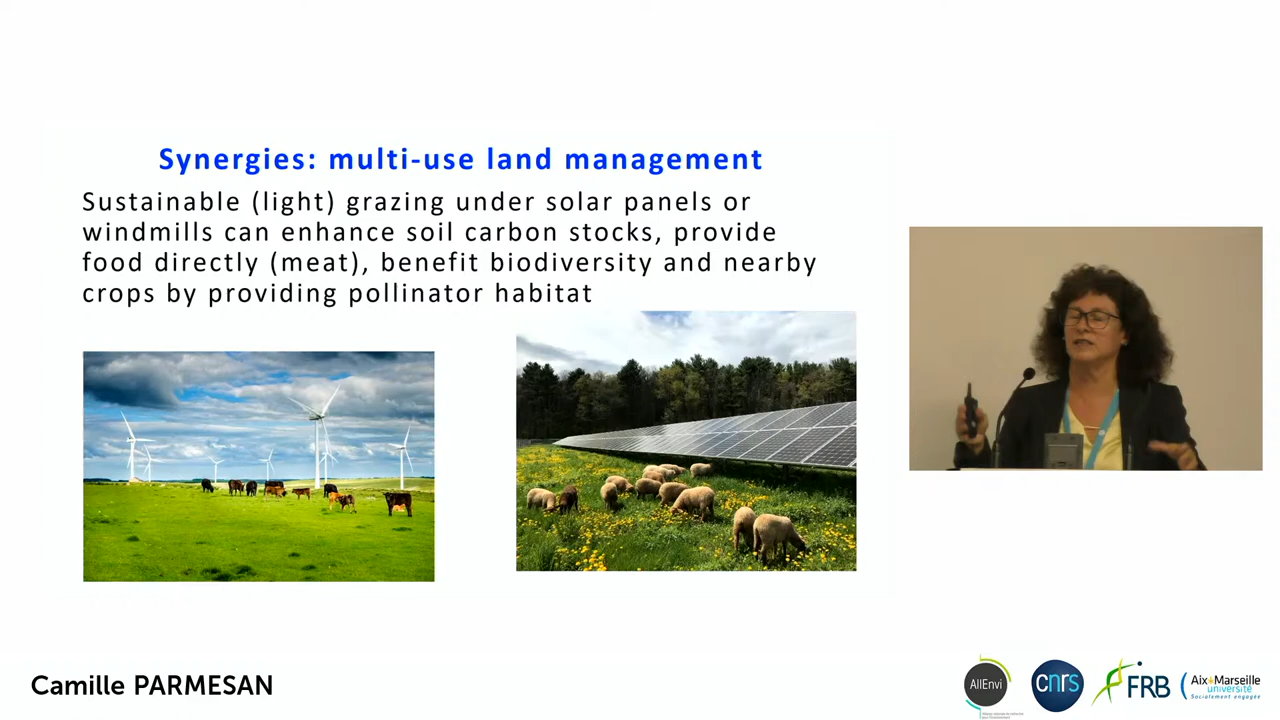 Synergies: multi-use land management
Sustainable (light) grazing under solar panels or
windmills can enhance soil carbon stocks, provide
food directly (meat), benefit biodiversity and nearby
crops by providing pollinator habitat
Camille PARMESAN
AllEnvi
cnrs
FRB
Aix Marseille
université
Socialement engagée